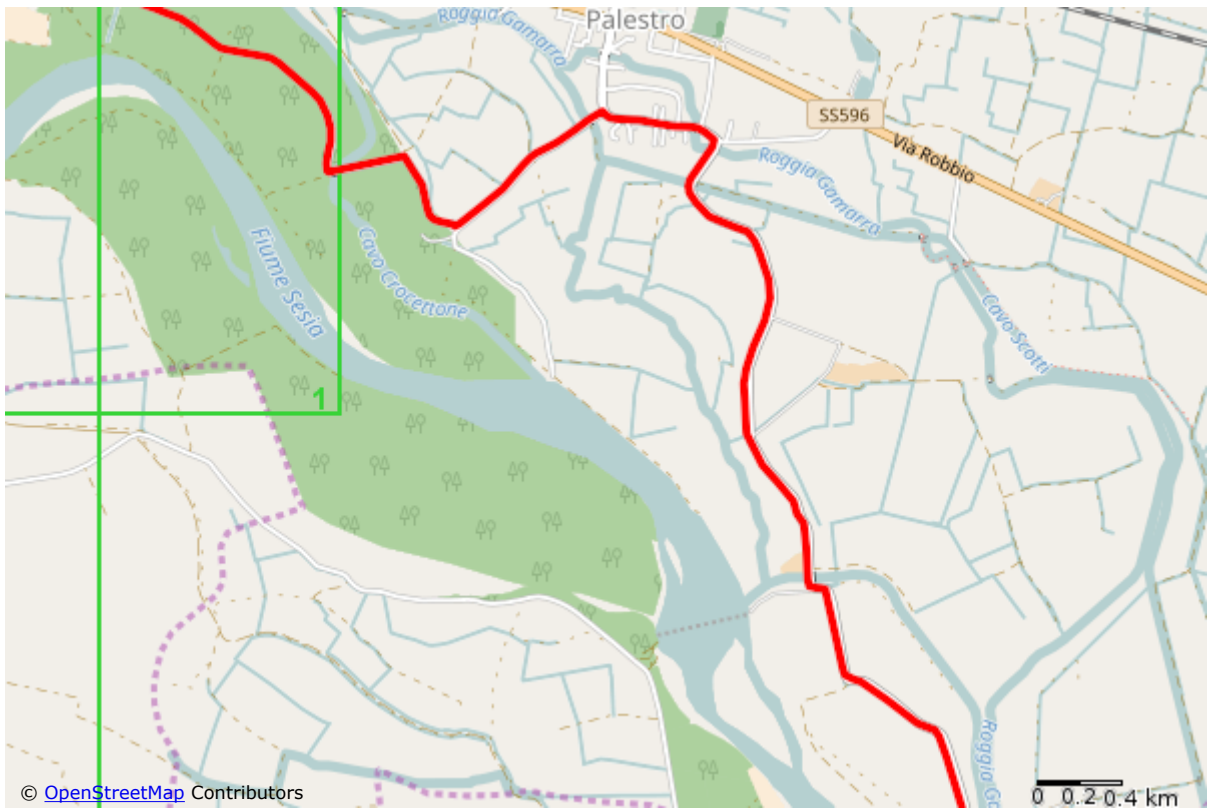 Palestro
Roggia Gamarra
SS596
Via Robbio
Roggia Gamarra
Fiume Sesia
Cavo Crocettone
Cavo Scotti
1
Roggia
© OpenStreetMap Contributors
0 0.2 0.4 km